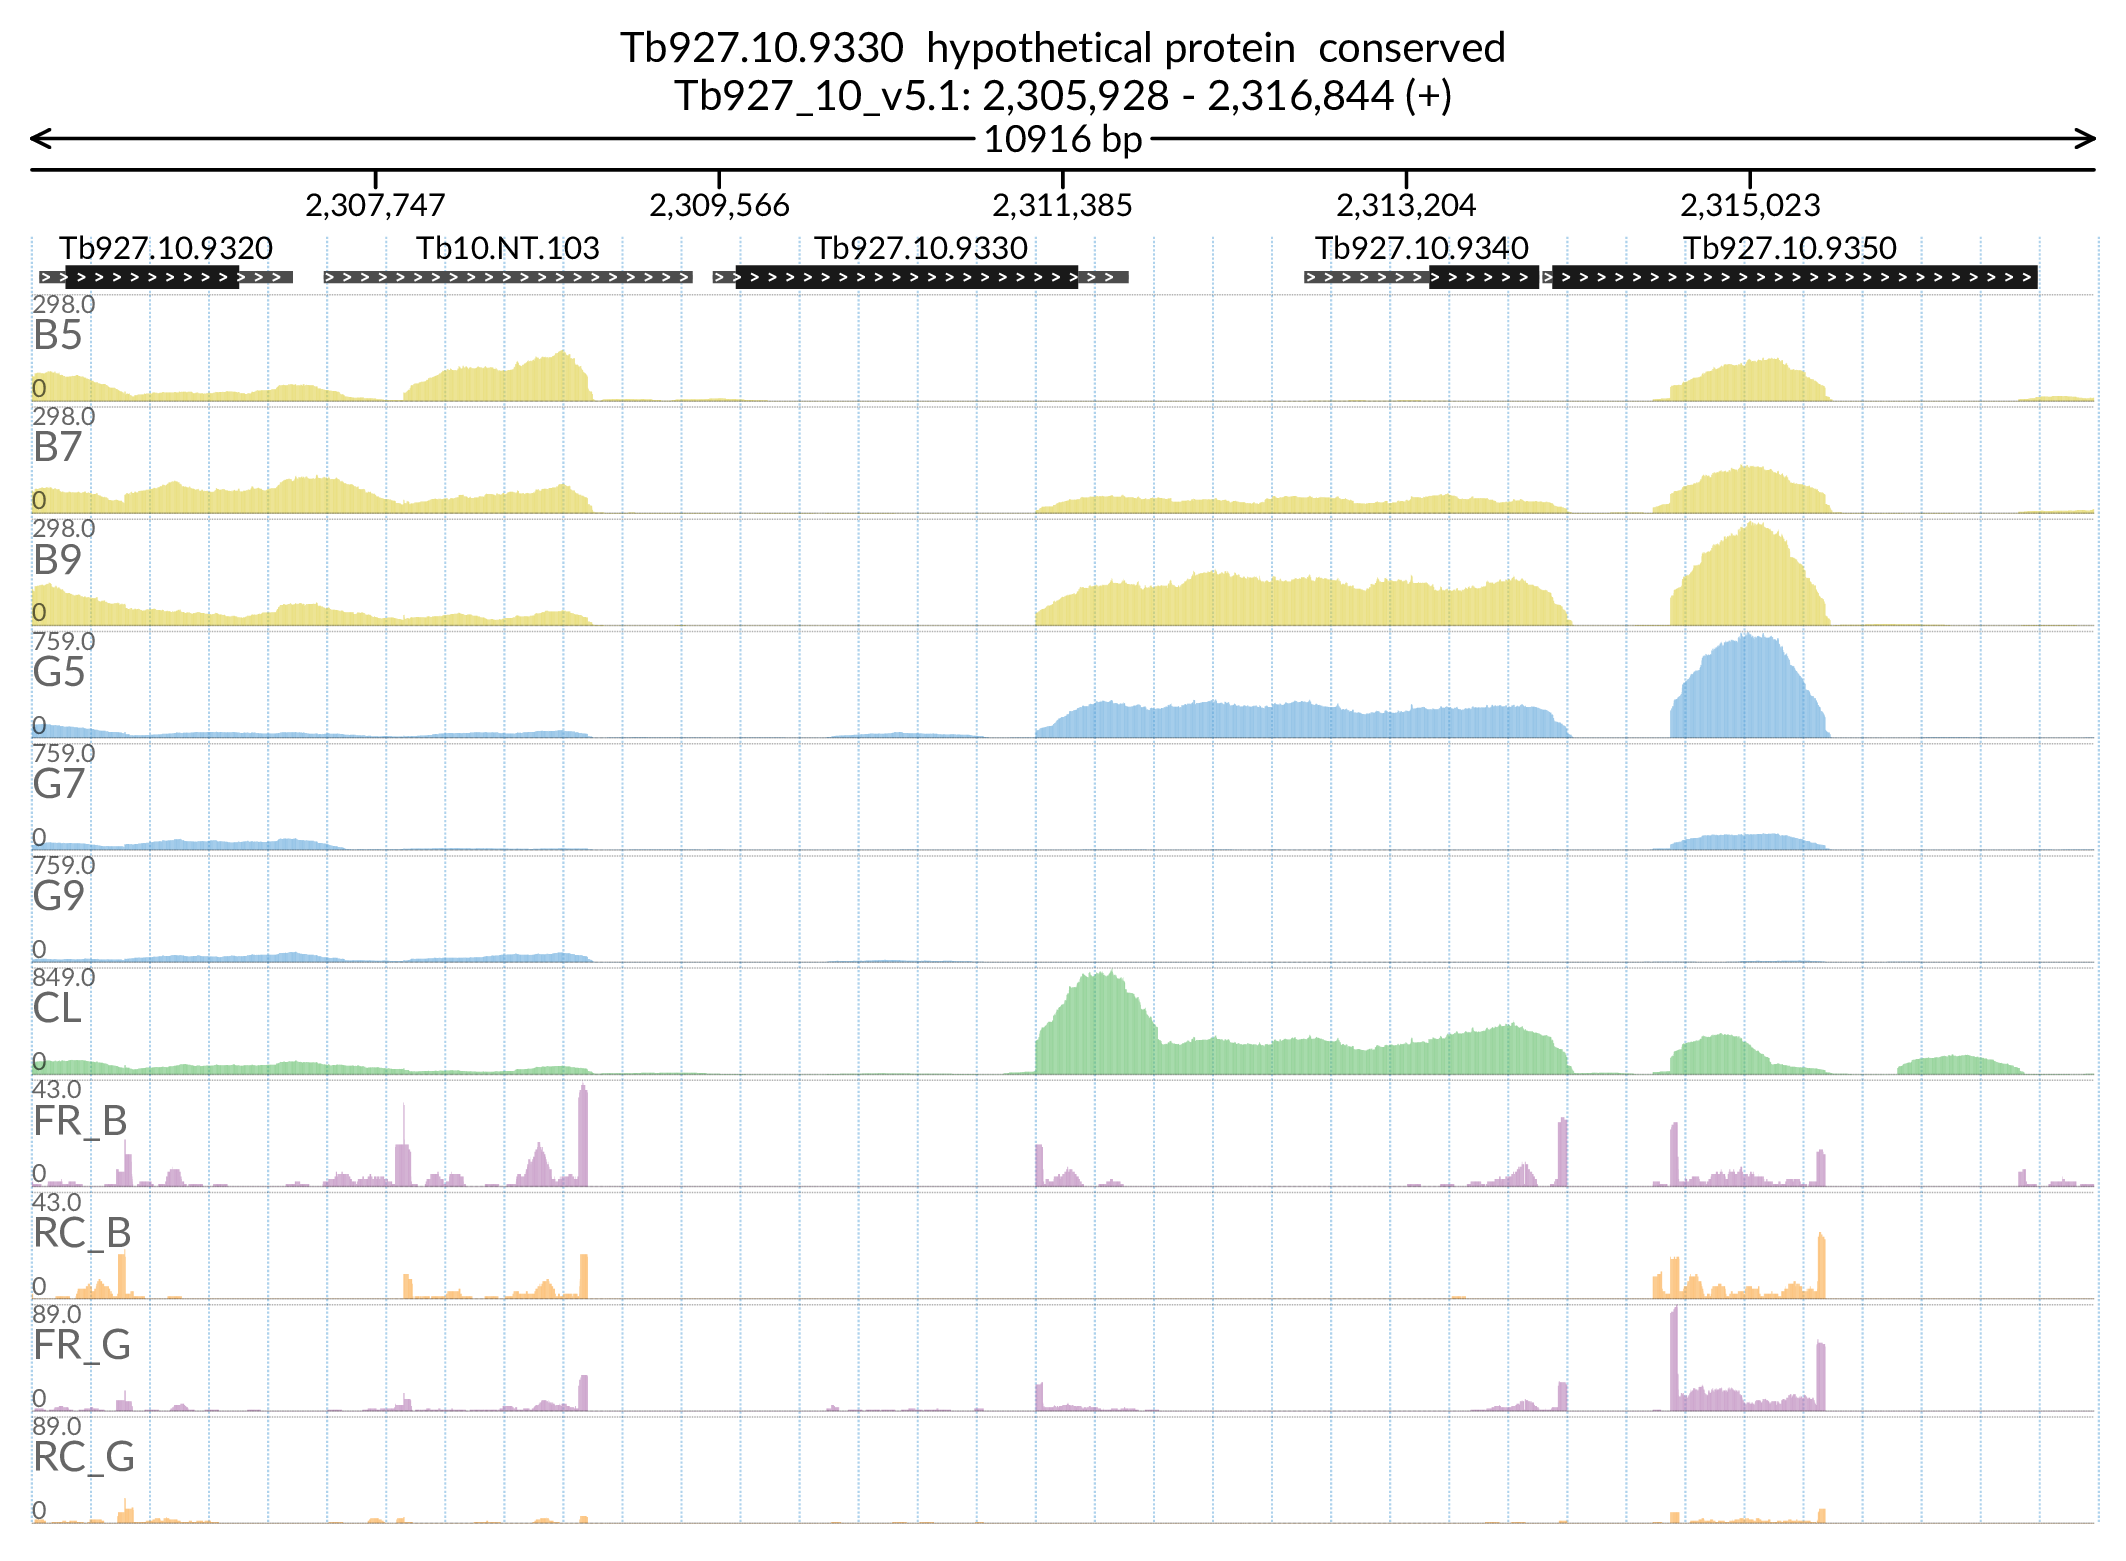 Tb927.10.9330 hypothetical protein conserved
Tb927_10_v5.1: 2,305,928 - 2,316,844 (+)
10916 bp
2,307,747 2,309,566 2,311,385 2,313,204 2,315,023
Tb927.10.9320 Tb10.NT.103 Tb927.10.9330 Tb927.10.9340 Tb927.10.9350
298.0
B5
0
298.0
B7
0
298.0
B9
0
759.0
G5
0
759.0
G7
0
759.0
G9
0
849.0
CL
0
43.0
FR_B
0
43.0
RC_B
0
89.0
FR_G
0
89.0
RC_G
0